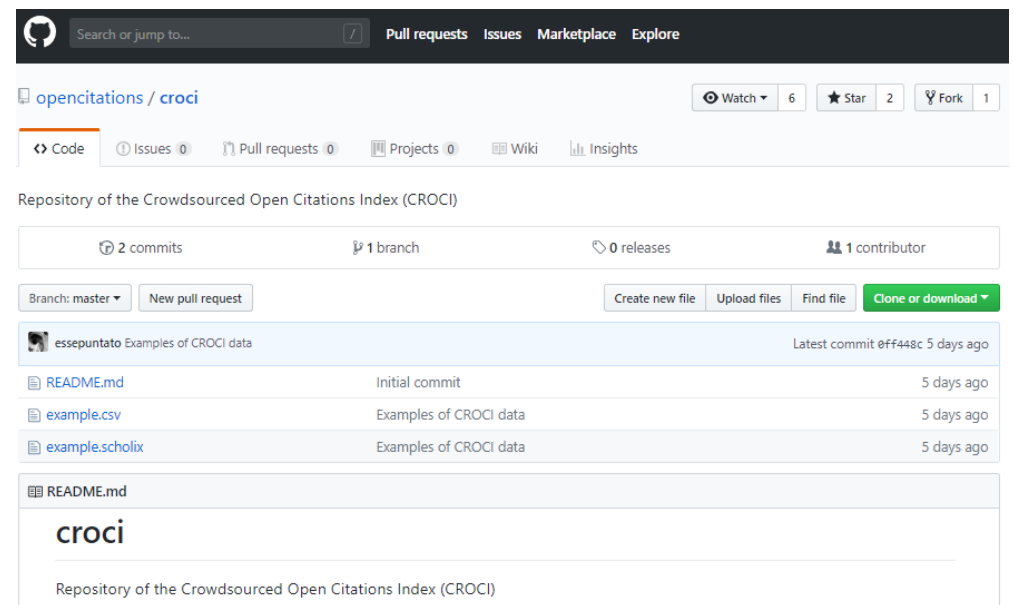 Search or jump to... / Pull requests Issues Marketplace Explore
opencitations / croci Watch 6 Star 2 Fork 1
<> Code Issues 0 Pull requests 0 Projects 0 Wiki Insights
Repository of the Crowdsourced Open Citations Index (CROCI)
2 commits 1 branch 0 releases 1 contributor
Branch: master New pull request Create new file Upload files Find file Clone or download
essepuntato Examples of CROCI data Latest commit 0ff448c 5 days ago
README.md Initial commit 5 days ago
example.csv Examples of CROCI data 5 days ago
example.scholix Examples of CROCI data 5 days ago
README.md
croci
Repository of the Crowdsourced Open Citations Index (CROCI)